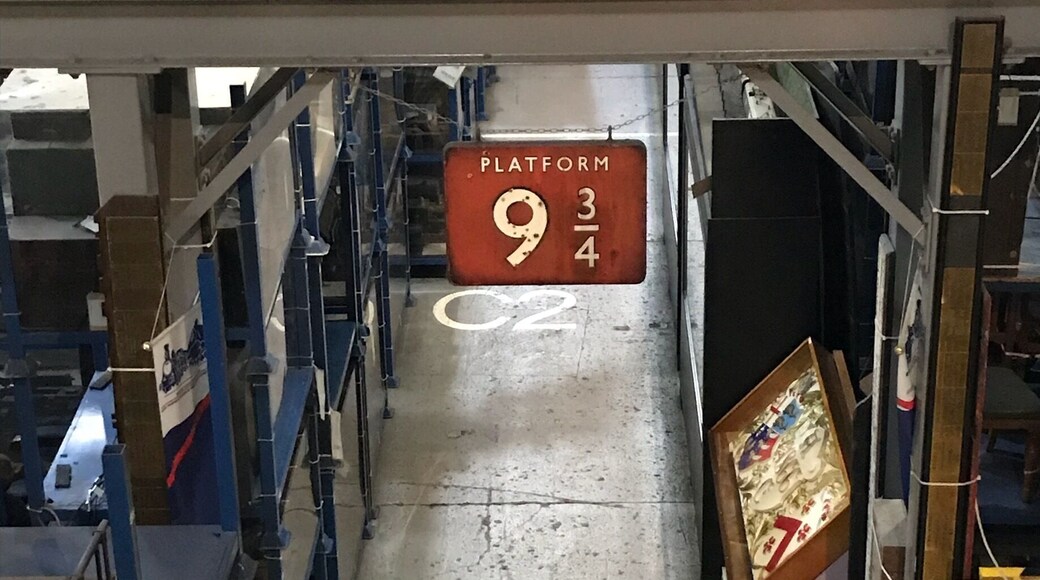 PLATFORM
9 3/4
C2